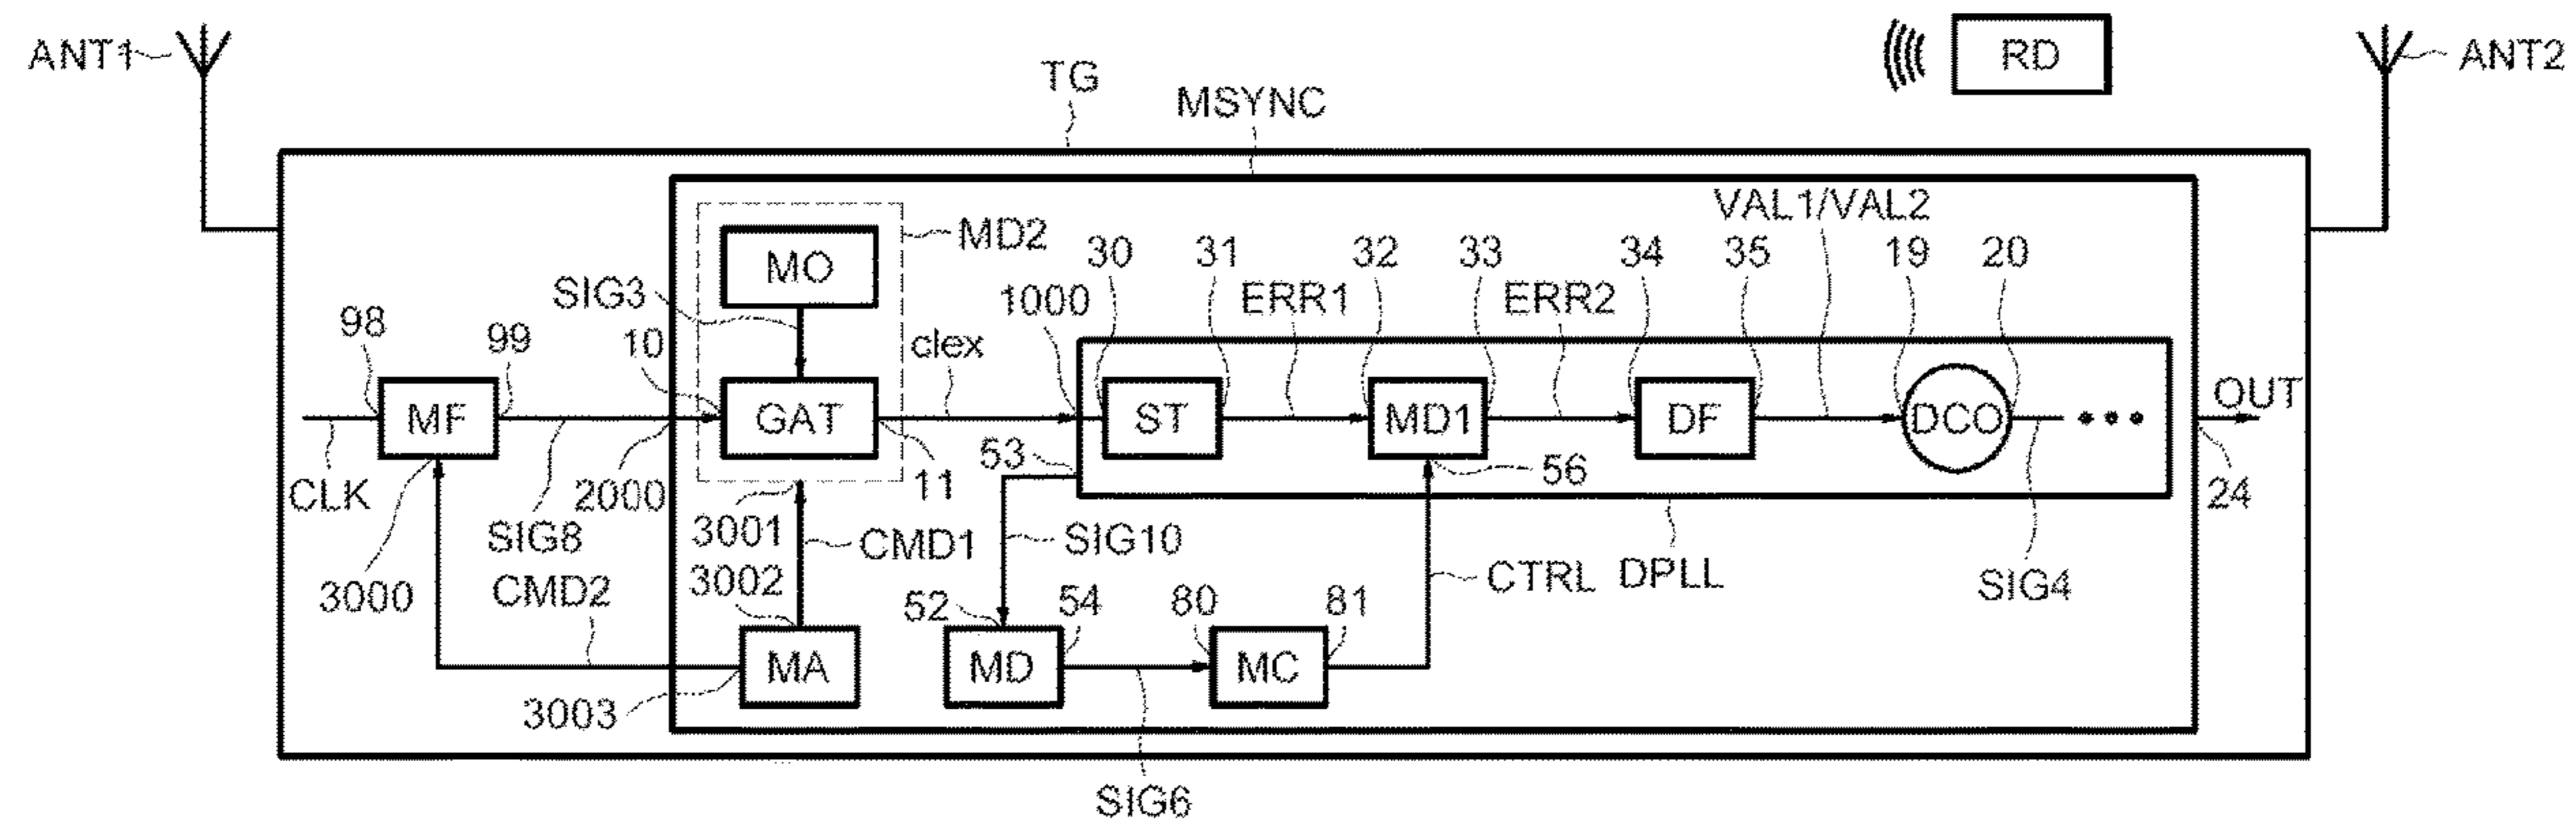 ANT1
TG
MSYNC
RD
ANT2
MD2
VAL1/VAL2
MO
SIG3
30
31
32
33
34
35
19
20
1000
ERR1
ERR2
98
99
10
clex
OUT
MF
GAT
ST
MD1
DF
DCO
CLK
53
56
11
2000
24
3001
SIG8
CMD1
SIG10
CTRL
DPLL
SIG4
3000
CMD2
3002
52
54
80
81
MA
MD
MC
3003
SIG6